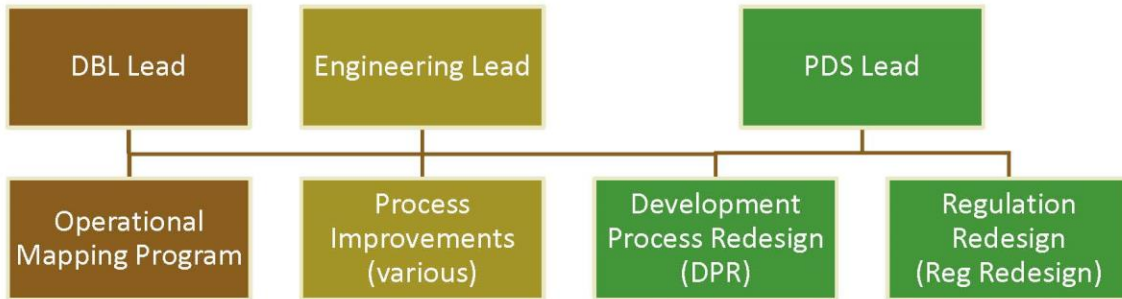 DBL Lead
Engineering Lead
PDS Lead
Operational
Mapping Program
Process
Improvements
(various)
Development
Process Redesign
(DPR)
Regulation
Redesign
(Reg Redesign)